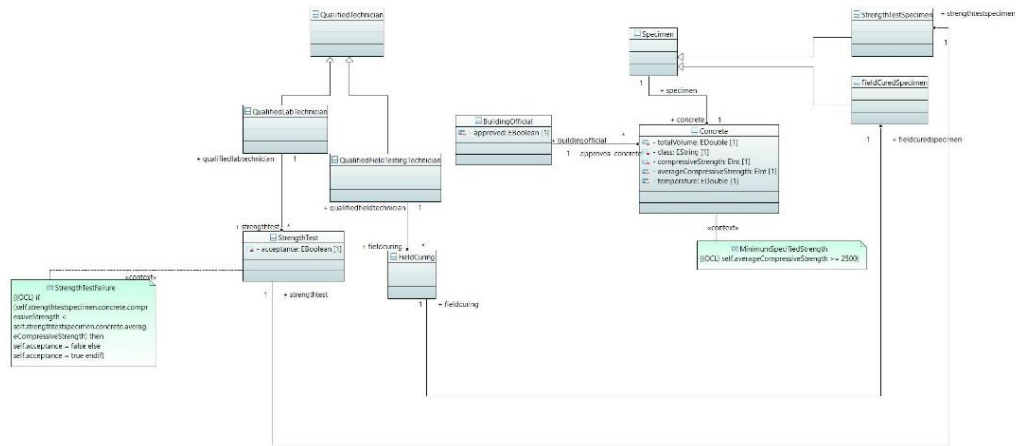 QualifiedTechnician
StrengthTestSpecimen
+ strengthtestspecimen
1
Specimen
1
+ specimen
FieldCuredSpecimen
1
+ fieldcuredspecimen
QualifiedLabTechnician
+ qualifiedlabtechnician
1
QualifiedFieldTestingTechnician
+ qualifiedfieldtechnician
1
BuildingOfficial
- approved: EBoolean [1]
+ buildingofficial
1
approves_concrete
*
+ concrete
1
Concrete
- totalVolume: EDouble [1]
- class: EString [1]
- compressiveStrength: EInt [1]
- averageCompressiveStrength: EInt [1]
- temperature: EDouble [1]
«context»
MinimumSpecifiedStrength
{{OCL} self.averageCompressiveStrength >= 2500}
+ strengthtest
*
StrengthTest
- acceptance: EBoolean [1]
1
+ strengthtest
+ fieldcuring
*
FieldCuring
1
+ fieldcuring
«context»
StrengthTestFailure
{{OCL} if
(self.strengthtestspecimen.concrete.compr
essiveStrength <
self.strengthtestspecimen.concrete.averag
eCompressiveStrength) then
self.acceptance = false else
self.acceptance = true endif}